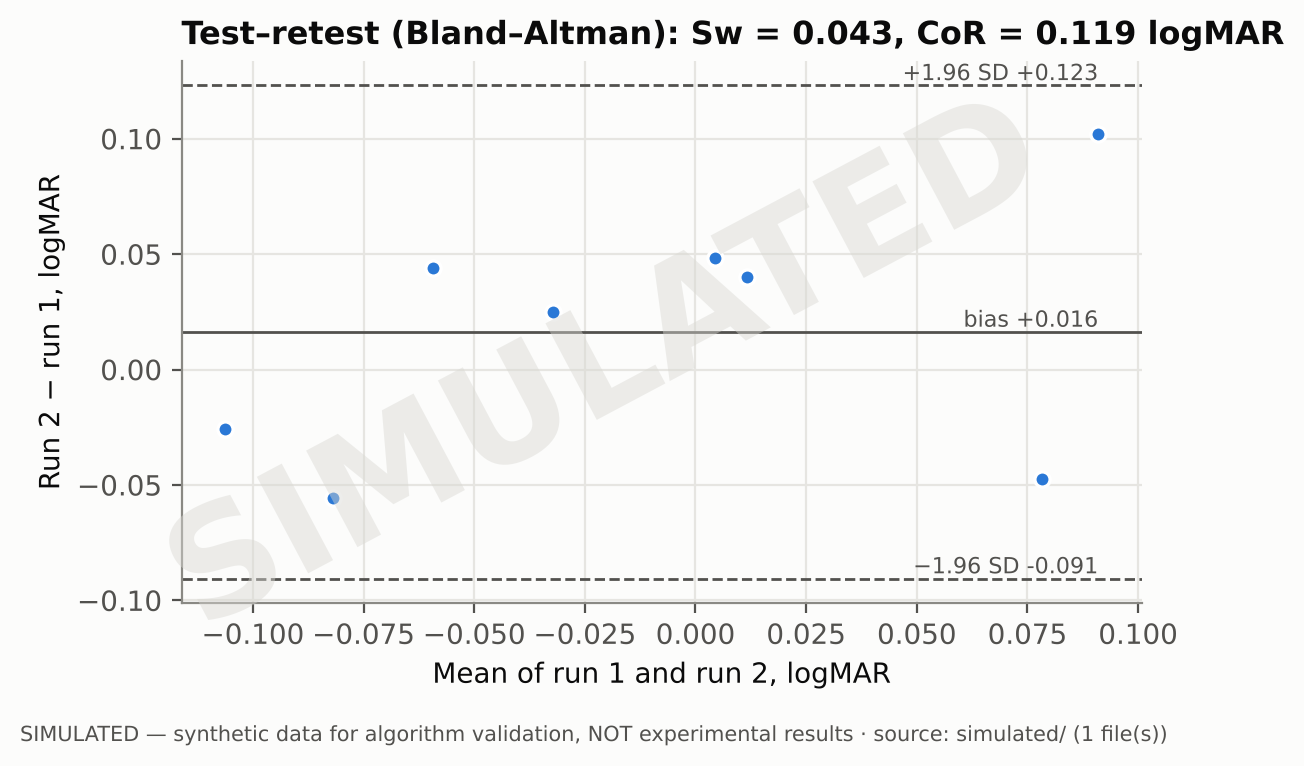 Test–retest (Bland–Altman): Sw = 0.043, CoR = 0.119 logMAR
+1.96 SD +0.123
0.10
0.05
bias +0.016
0.00
−0.05
−1.96 SD -0.091
−0.10
Run 2 − run 1, logMAR
SIMULATED
−0.100 −0.075 −0.050 −0.025 0.000 0.025 0.050 0.075 0.100
Mean of run 1 and run 2, logMAR
SIMULATED — synthetic data for algorithm validation, NOT experimental results · source: simulated/ (1 file(s))